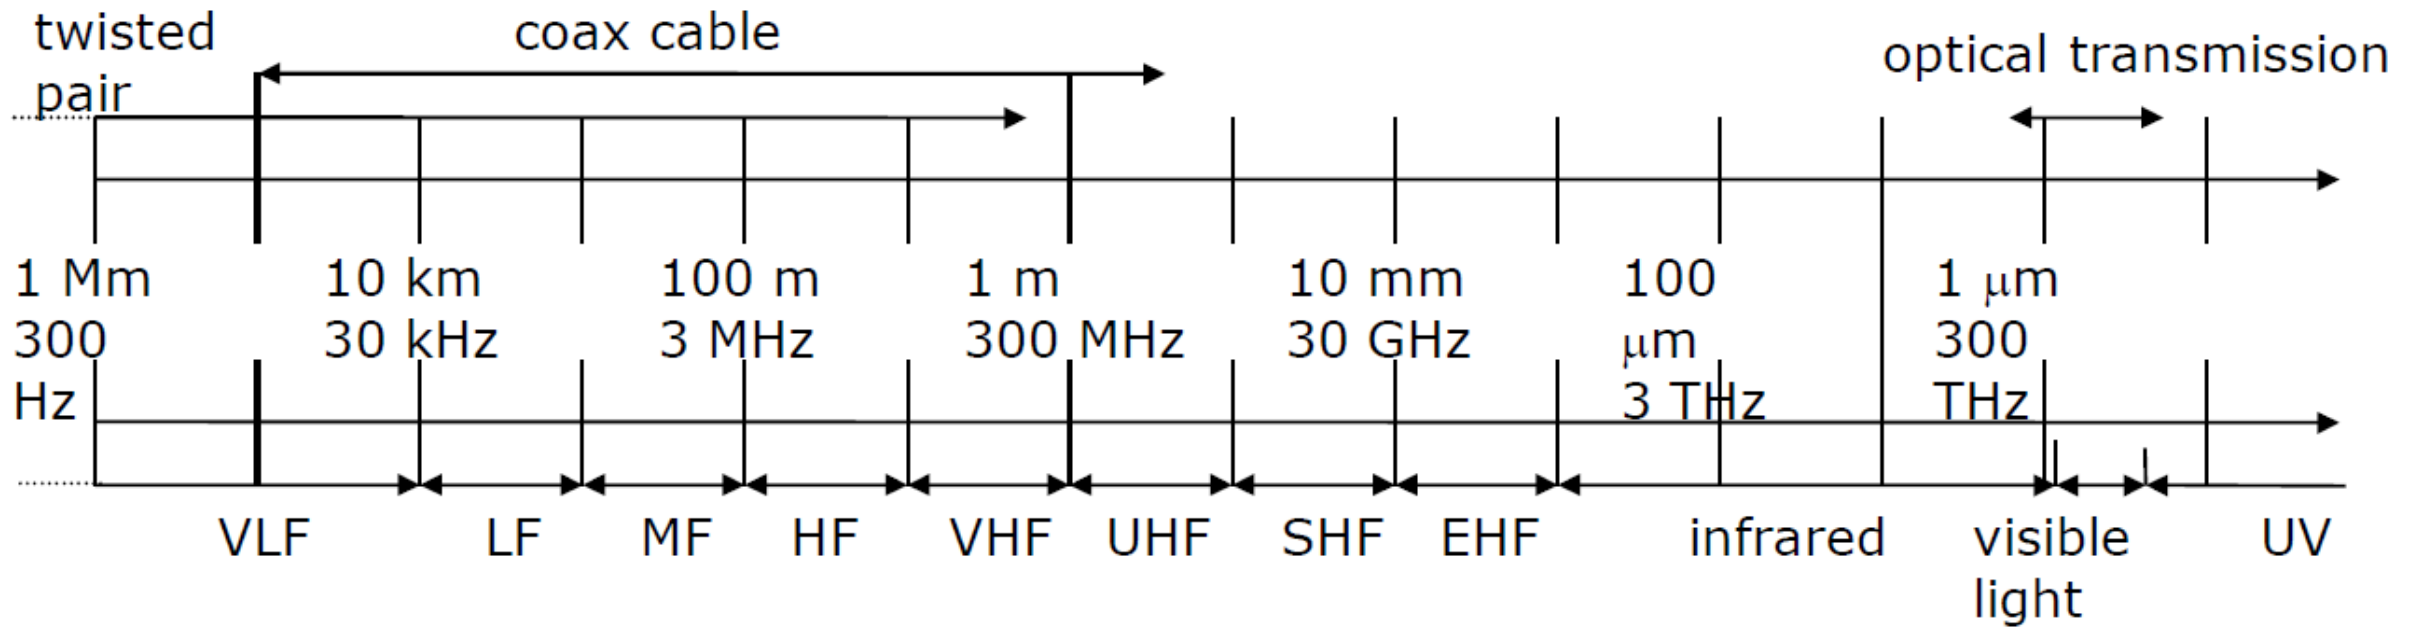 twisted
pair
coax cable
optical transmission
1 Mm
300
Hz
10 km
30 kHz
100 m
3 MHz
1 m
300 MHz
10 mm
30 GHz
100
μm
3 THz
1 μm
300
THz
VLF
LF
MF
HF
VHF
UHF
SHF
EHF
infrared
visible
light
UV